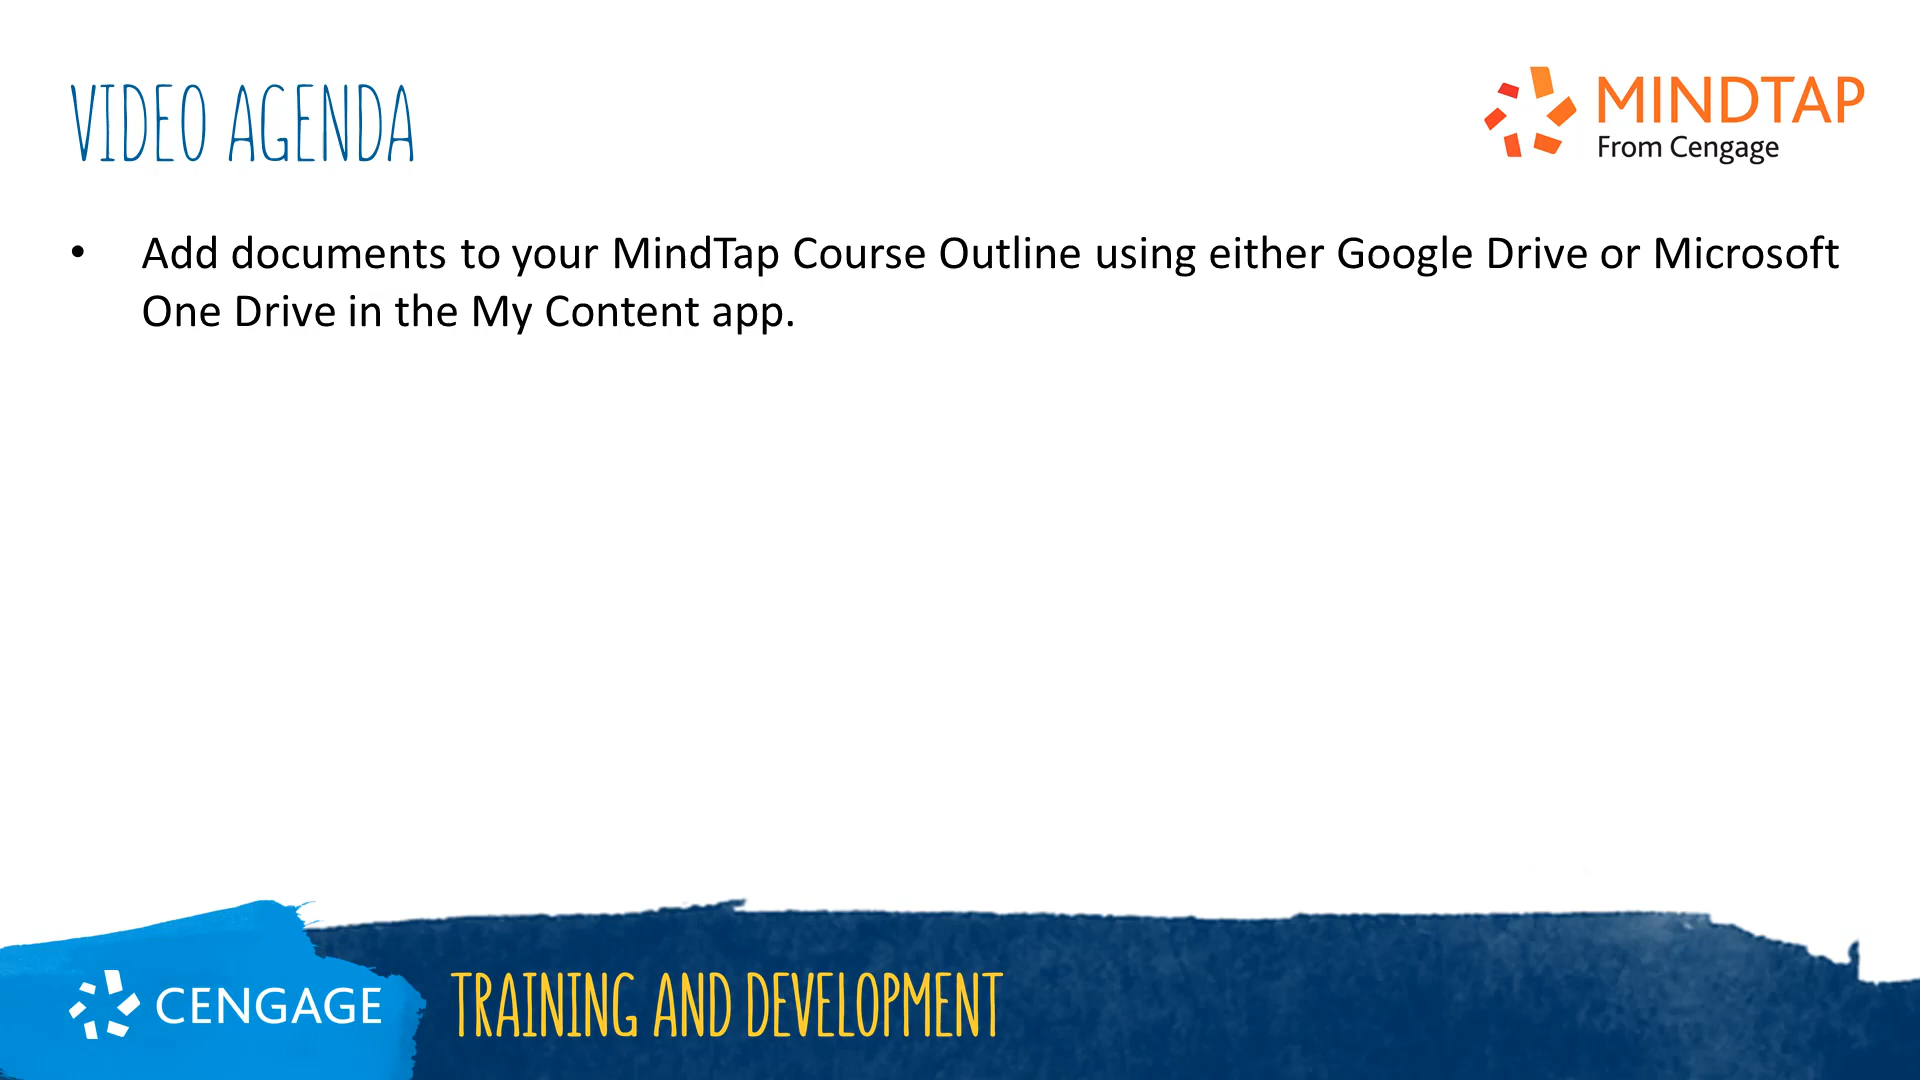 VIDEO AGENDA
MINDTAP
From Cengage
• Add documents to your MindTap Course Outline using either Google Drive or Microsoft
One Drive in the My Content app.
CENGAGE
TRAINING AND DEVELOPMENT